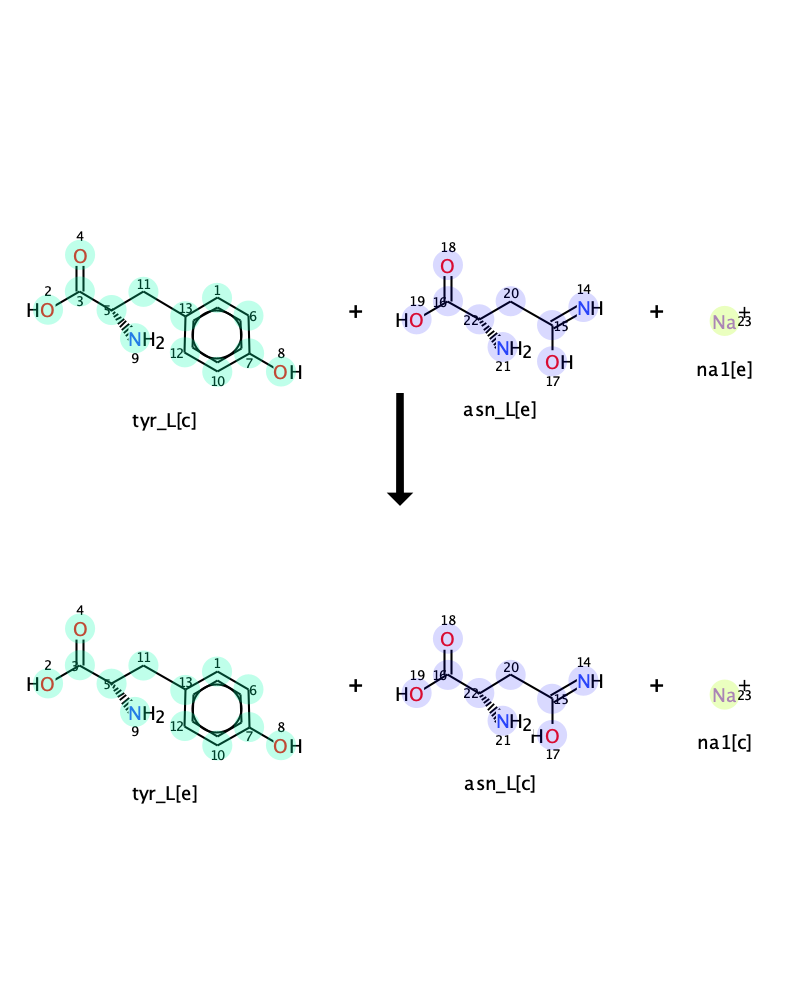 4
O
2
HO
3
5
11
NH2
9
13
1
6
12
7
10
8
OH
+
18
O
19
HO
16
22
20
NH2
21
14
NH
15
OH
17
+
Na+
23
tyr_L[c]
asn_L[e]
na1[e]
4
O
2
HO
3
5
11
NH2
9
13
1
6
12
7
10
8
OH
+
18
O
19
HO
16
22
20
NH2
21
14
NH
15
HO
17
+
Na+
23
tyr_L[e]
asn_L[c]
na1[c]